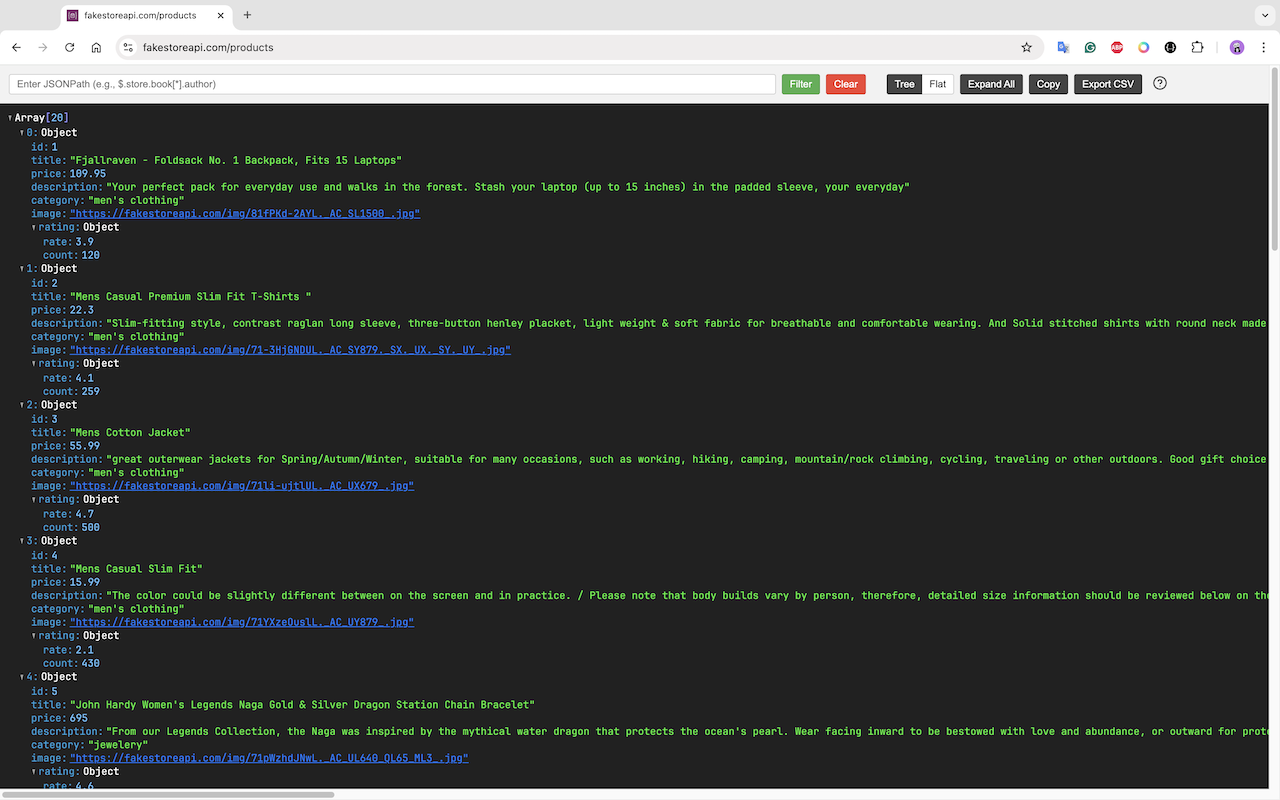 fakestoreapi.com/products
fakestoreapi.com/products
ABP
Enter JSONPath (e.g., $.store.book[*].author)
Filter
Clear
Tree
Flat
Expand All
Copy
Export CSV
Array[20]
0: Object
id: 1
title: "Fjallraven - Foldsack No. 1 Backpack, Fits 15 Laptops"
price: 109.95
description: "Your perfect pack for everyday use and walks in the forest. Stash your laptop (up to 15 inches) in the padded sleeve, your everyday"
category: "men's clothing"
image: "https://fakestoreapi.com/img/81fPKd-2AYL._AC_SL1500_.jpg"
rating: Object
rate: 3.9
count: 120
1: Object
id: 2
title: "Mens Casual Premium Slim Fit T-Shirts "
price: 22.3
description: "Slim-fitting style, contrast raglan long sleeve, three-button henley placket, light weight & soft fabric for breathable and comfortable wearing. And Solid stitched shirts with round neck made
category: "men's clothing"
image: "https://fakestoreapi.com/img/71-3HjGNDUL._AC_SY879._SX._UX._SY._UY_.jpg"
rating: Object
rate: 4.1
count: 259
2: Object
id: 3
title: "Mens Cotton Jacket"
price: 55.99
description: "great outerwear jackets for Spring/Autumn/Winter, suitable for many occasions, such as working, hiking, camping, mountain/rock climbing, cycling, traveling or other outdoors. Good gift choice
category: "men's clothing"
image: "https://fakestoreapi.com/img/71li-ujtlUL._AC_UX679_.jpg"
rating: Object
rate: 4.7
count: 500
3: Object
id: 4
title: "Mens Casual Slim Fit"
price: 15.99
description: "The color could be slightly different between on the screen and in practice. / Please note that body builds vary by person, therefore, detailed size information should be reviewed below on the
category: "men's clothing"
image: "https://fakestoreapi.com/img/71YXzeOuslL._AC_UY879_.jpg"
rating: Object
rate: 2.1
count: 430
4: Object
id: 5
title: "John Hardy Women's Legends Naga Gold & Silver Dragon Station Chain Bracelet"
price: 695
description: "From our Legends Collection, the Naga was inspired by the mythical water dragon that protects the ocean's pearl. Wear facing inward to be bestowed with love and abundance, or outward for prote
category: "jewelery"
image: "https://fakestoreapi.com/img/71pWzhdJNwL._AC_UL640_QL65_ML3_.jpg"
rating: Object
rate: 4.6